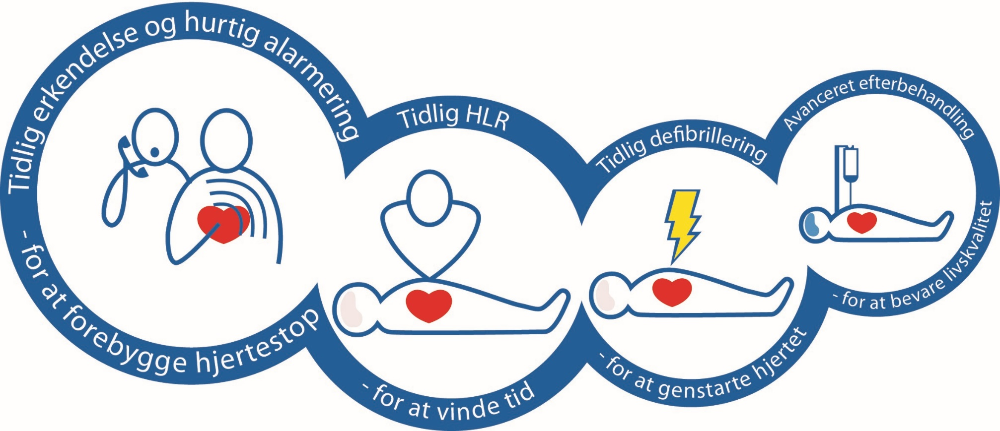 Tidlig erkendelse og hurtig alarmering
- for at forebygge hjertestop
Tidlig HLR
- for at vinde tid
Tidlig defibrillering
- for at genstarte hjertet
Avanceret efterbehandling
- for at bevare livskvalitet